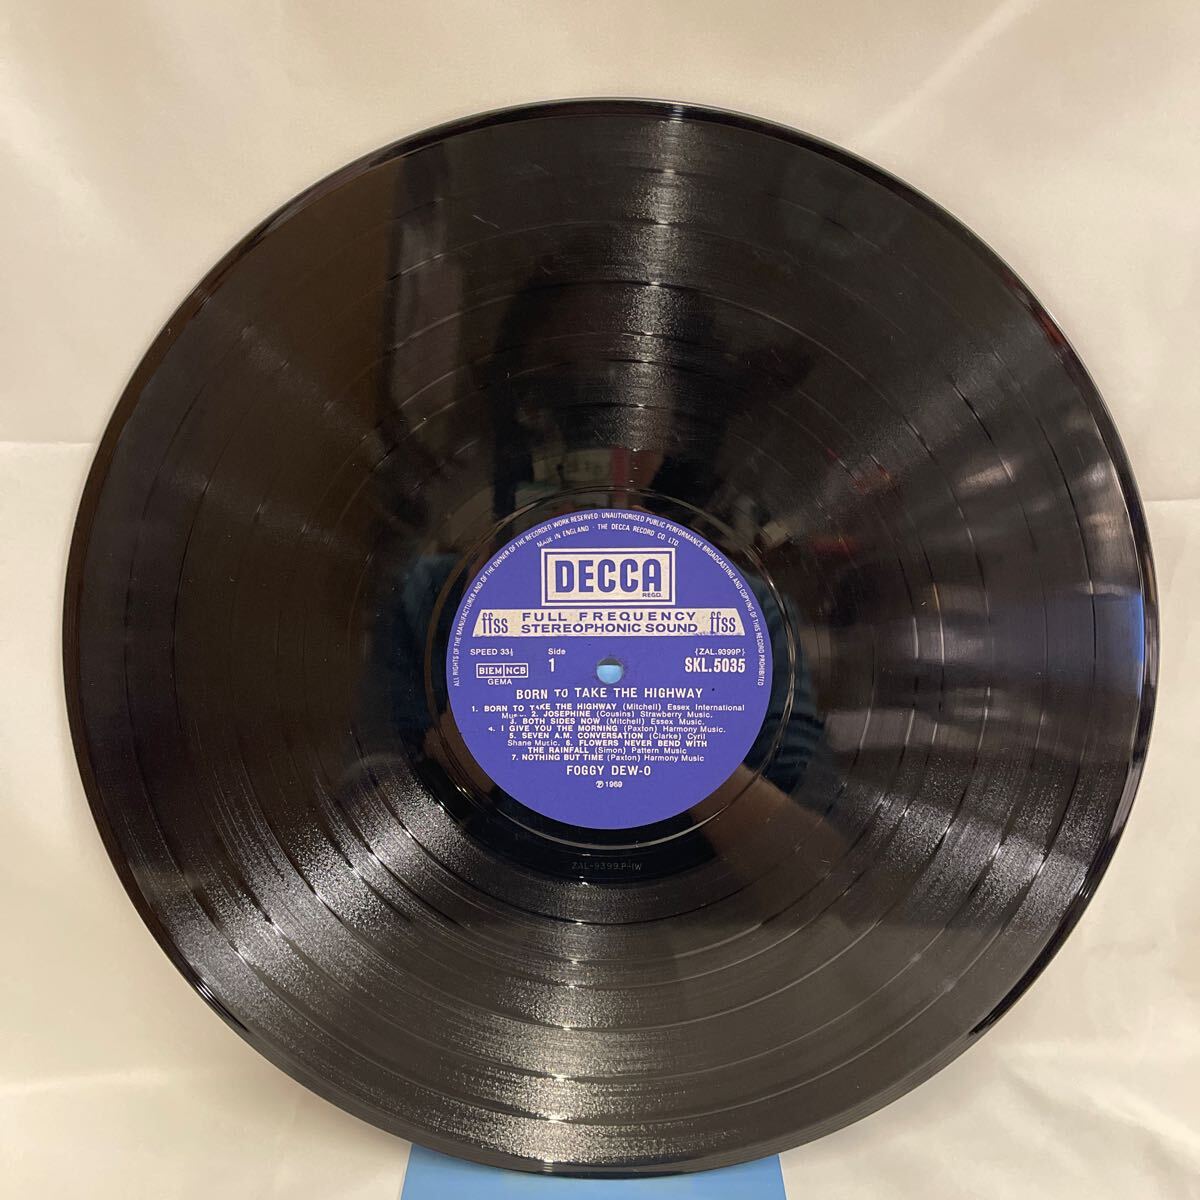 ALL RIGHTS OF THE MANUFACTURER AND OF THE OWNER OF THE RECORDED WORK RESERVED · UNAUTHORISED PUBLIC PERFORMANCE BROADCASTING AND COPYING OF THIS RECORD PROHIBITED
MADE IN ENGLAND · THE DECCA RECORD CO. LTD.
DECCA
REGD.
ffss FULL FREQUENCY STEREOPHONIC SOUND ffss
SPEED 33⅓ Side {ZAL.9399P}
BIEM NCB 1 SKL.5035
GEMA
BORN TO TAKE THE HIGHWAY
1. BORN TO TAKE THE HIGHWAY (Mitchell) Essex International
2. JOSEPHINE (Cousins) Strawberry Music.
3. BOTH SIDES NOW (Mitchell) Essex Music.
4. I GIVE YOU THE MORNING (Paxton) Harmony Music.
5. SEVEN A.M. CONVERSATION (Clarke) Cyril
Shane Music. 6. FLOWERS NEVER BEND WITH
THE RAINFALL (Simon) Pattern Music
7. NOTHING BUT TIME (Paxton) Harmony Music
FOGGY DEW-O
℗ 1969
ZAL-9399.P-1W